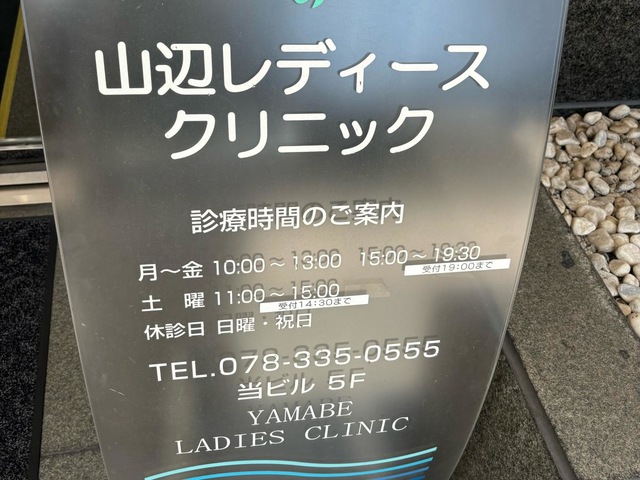 山辺レディース
クリニック
診療時間のご案内
月～金 10:00～13:00 15:00～19:30
受付19:00まで
土 曜 11:00～15:00
受付14:30まで
休診日 日曜・祝日
TEL.078-335-0555
当ビル 5F
YAMABE
LADIES CLINIC